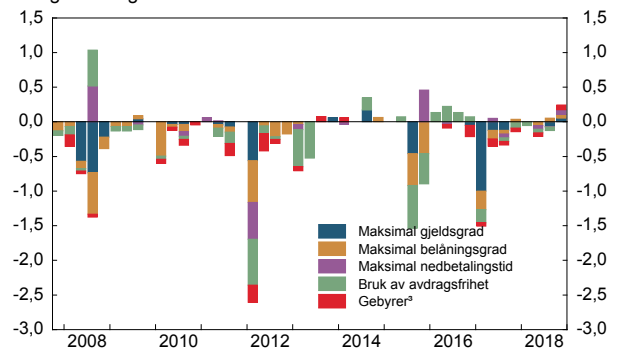 1,5 1,5
1,0 1,0
0,5 0,5
0,0 0,0
-0,5 -0,5
-1,0 -1,0
-1,5 -1,5
-2,0 -2,0
-2,5 -2,5
-3,0 -3,0
Maksimal gjeldsgrad
Maksimal belåningsgrad
Maksimal nedbetalingstid
Bruk av avdragsfrihet
Gebyrer³
2008 2010 2012 2014 2016 2018